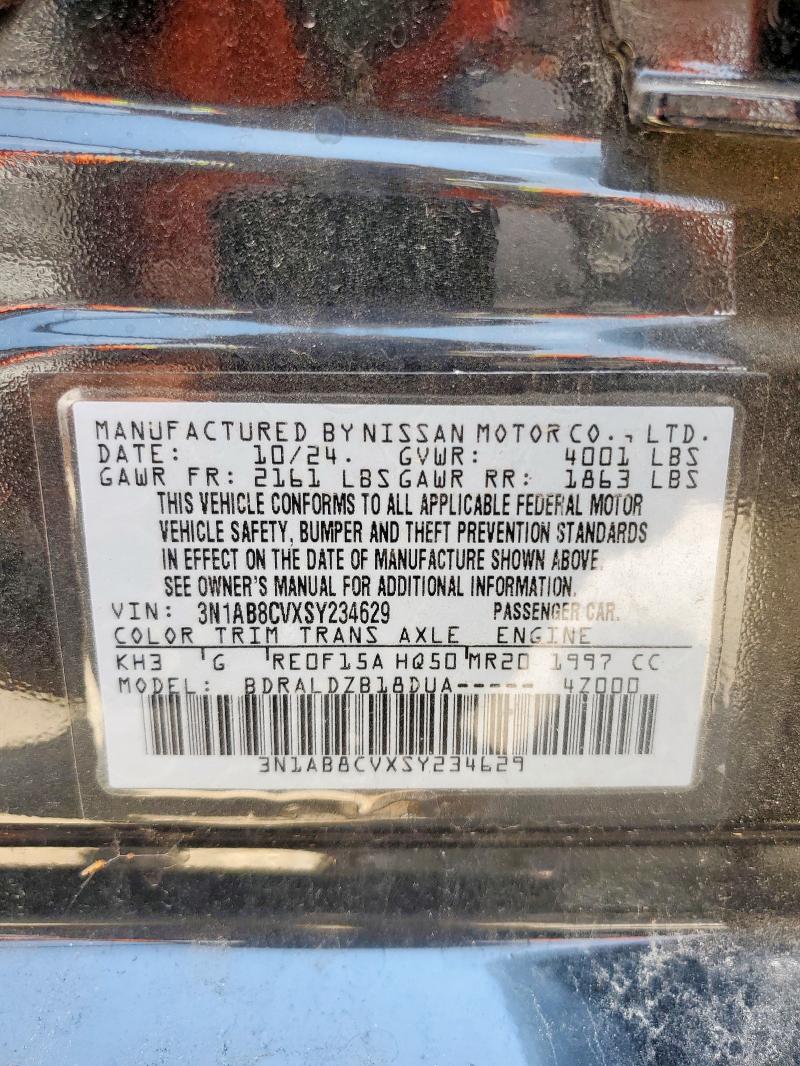 MANUFACTURED BY NISSAN MOTOR CO., LTD.
DATE: 10/24. GVWR: 4001 LBS
GAWR FR: 2161 LBS GAWR RR: 1863 LBS
THIS VEHICLE CONFORMS TO ALL APPLICABLE FEDERAL MOTOR
VEHICLE SAFETY, BUMPER AND THEFT PREVENTION STANDARDS
IN EFFECT ON THE DATE OF MANUFACTURE SHOWN ABOVE.
SEE OWNER'S MANUAL FOR ADDITIONAL INFORMATION.
VIN: 3N1AB8CVXSY234629 PASSENGER CAR.
COLOR TRIM TRANS AXLE ENGINE
KH3 G RE0F15A HQ50 MR20 1997 CC
MODEL: BDRALDZB18DUA----- 4Z000
3N1AB8CVXSY234629